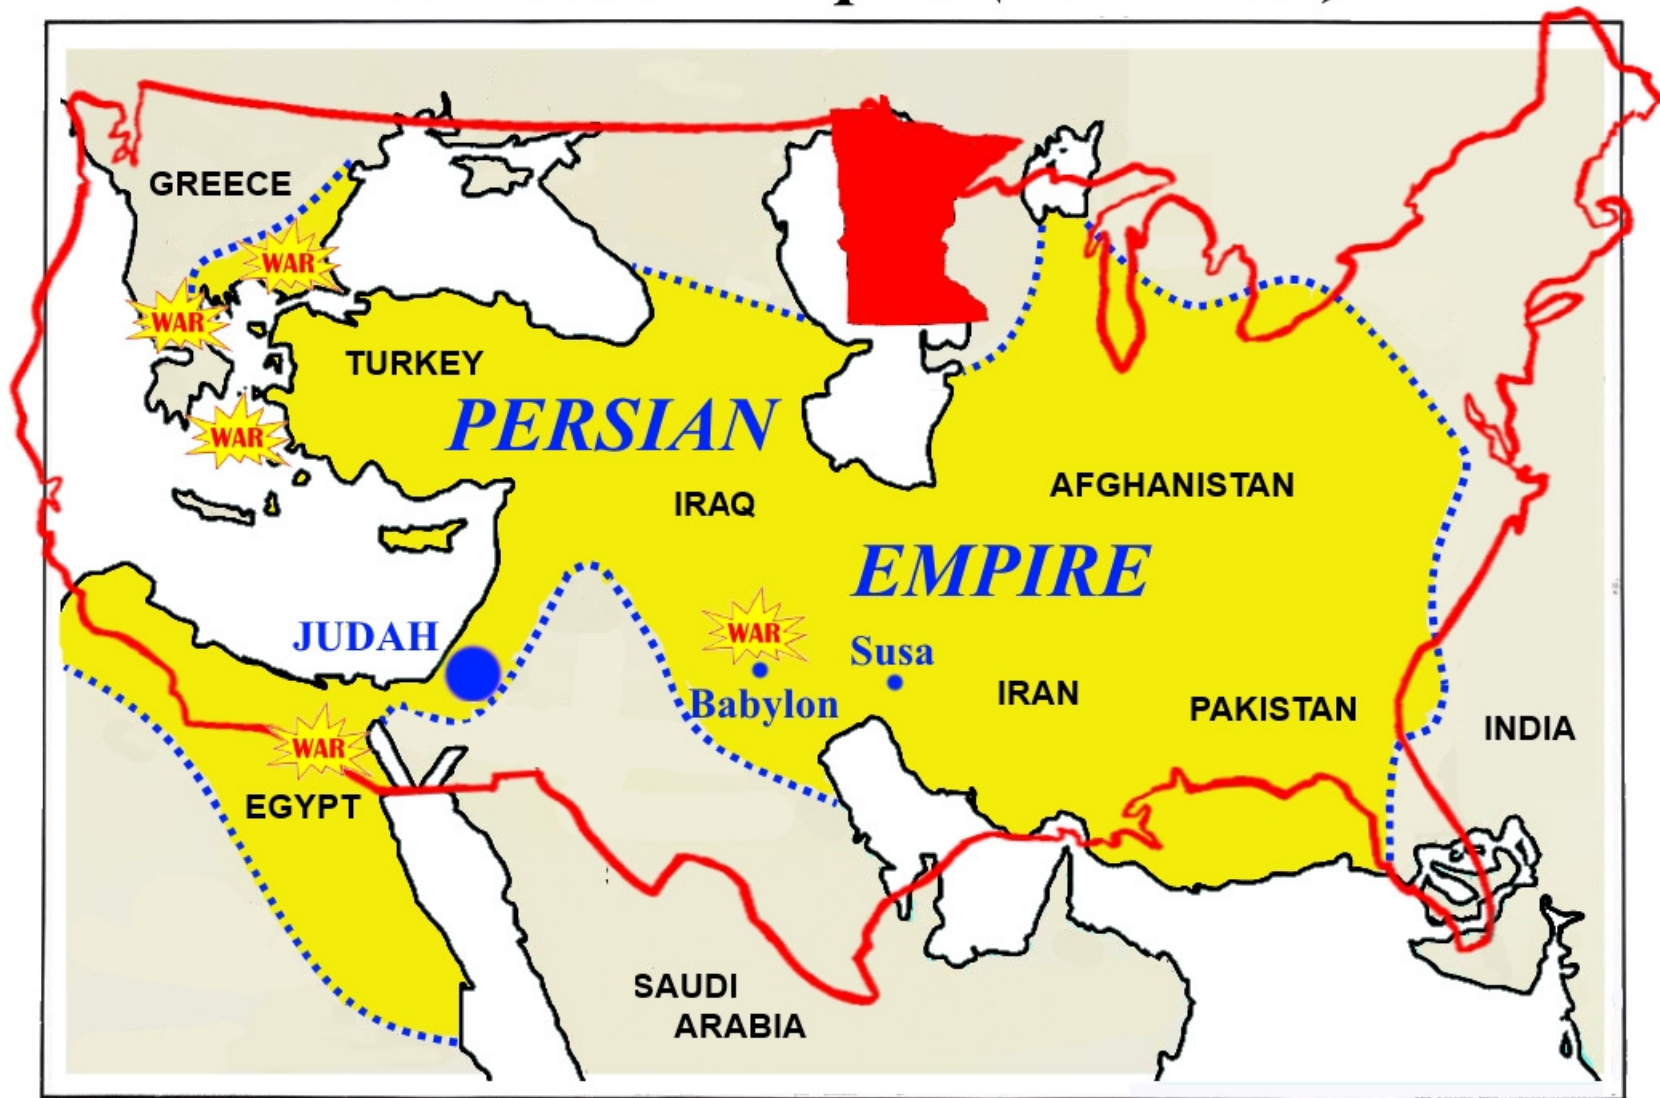 GREECE
WAR
WAR
TURKEY
PERSIAN
WAR
AFGHANISTAN
IRAQ
EMPIRE
WAR
JUDAH
Susa
Babylon
IRAN
PAKISTAN
INDIA
WAR
EGYPT
SAUDI
ARABIA